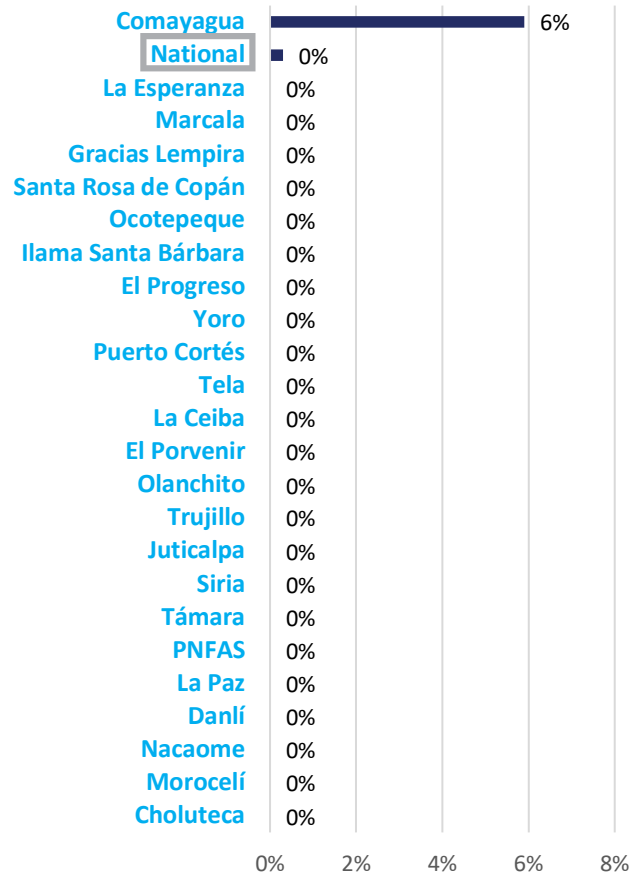 Comayagua 6%
National 0%
La Esperanza 0%
Marcala 0%
Gracias Lempira 0%
Santa Rosa de Copán 0%
Ocotepeque 0%
Ilama Santa Bárbara 0%
El Progreso 0%
Yoro 0%
Puerto Cortés 0%
Tela 0%
La Ceiba 0%
El Porvenir 0%
Olanchito 0%
Trujillo 0%
Juticalpa 0%
Siria 0%
Támara 0%
PNFAS 0%
La Paz 0%
Danlí 0%
Nacaome 0%
Morocelí 0%
Choluteca 0%
0% 2% 4% 6% 8%